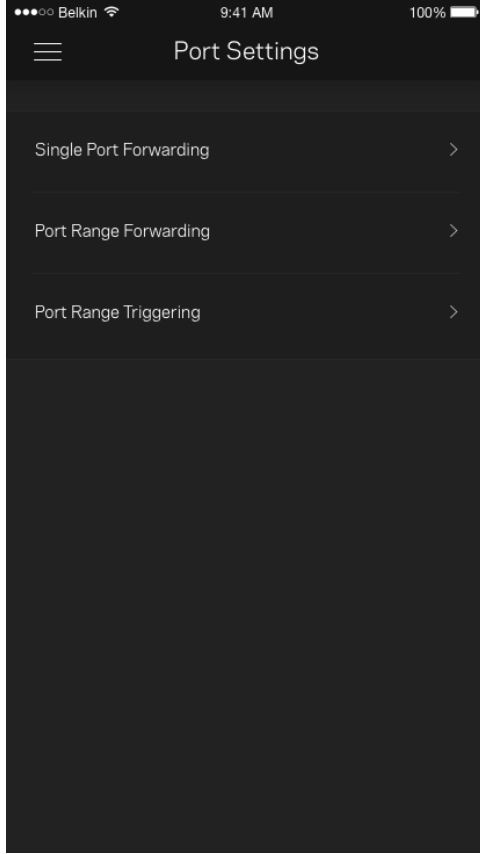 Belkin 9:41 AM 100%
Port Settings
Single Port Forwarding
Port Range Forwarding
Port Range Triggering